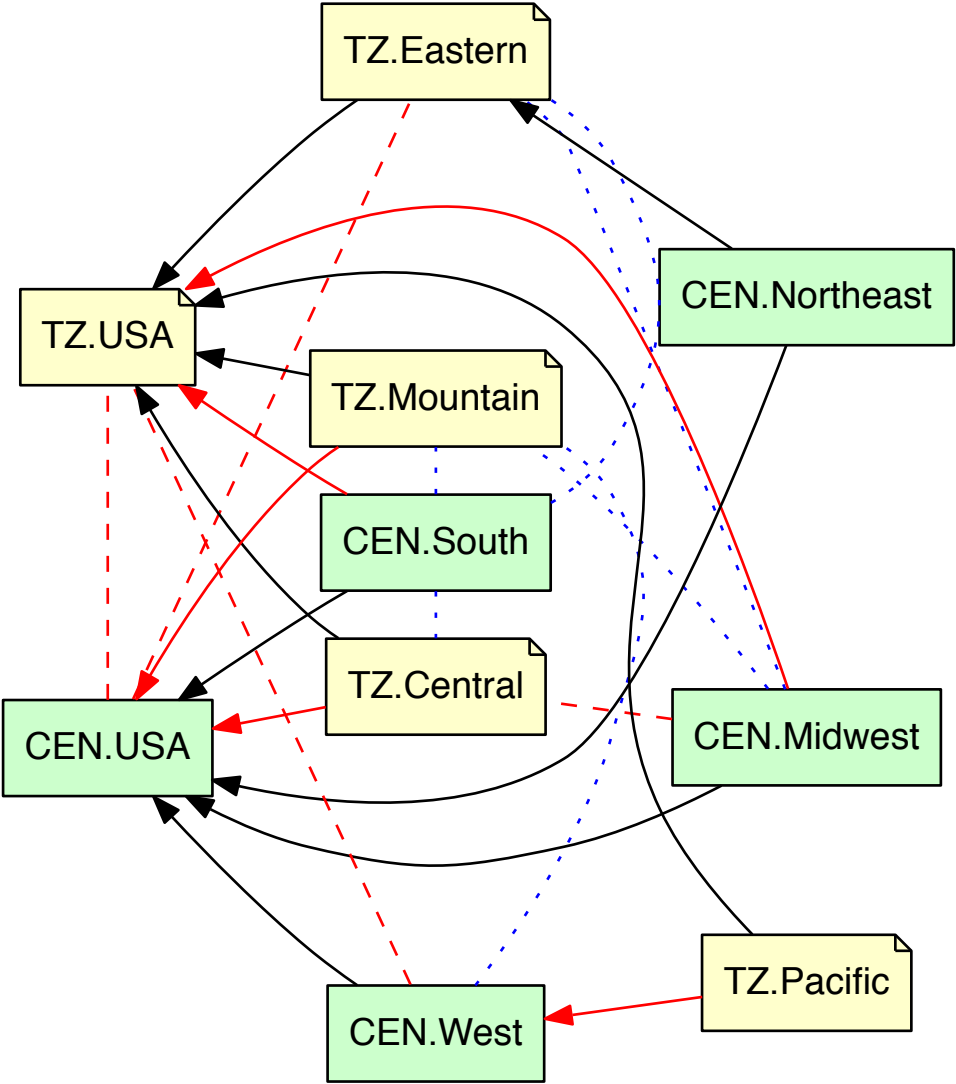 TZ.Eastern
CEN.Northeast
TZ.USA
TZ.Mountain
CEN.South
TZ.Central
CEN.USA
CEN.Midwest
TZ.Pacific
CEN.West